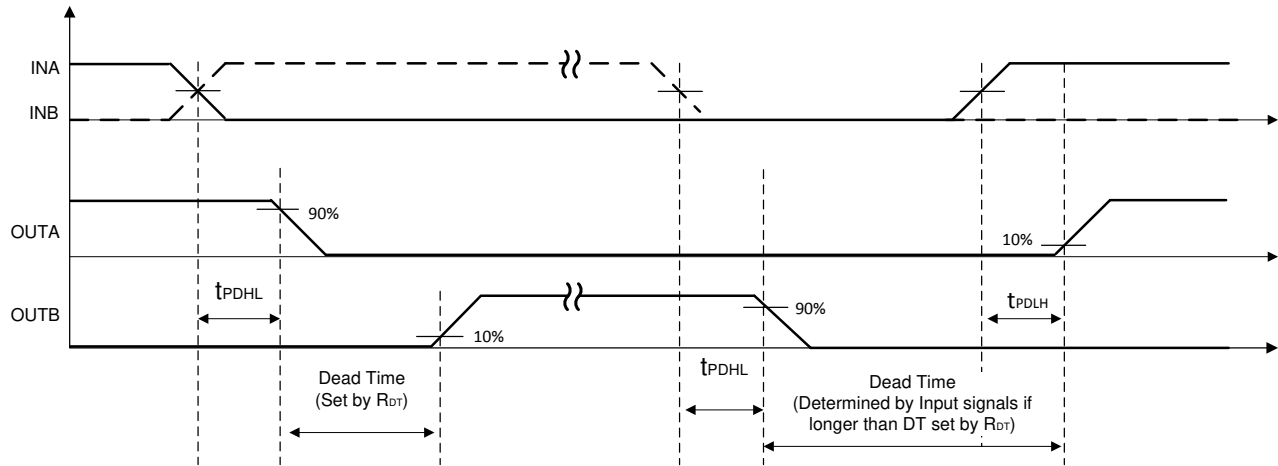 INA
INB
OUTA
90%
10%
tPDHL
OUTB
10%
90%
tPDLH
Dead Time
(Set by RDT)
tPDHL
Dead Time
(Determined by Input signals if
longer than DT set by RDT)